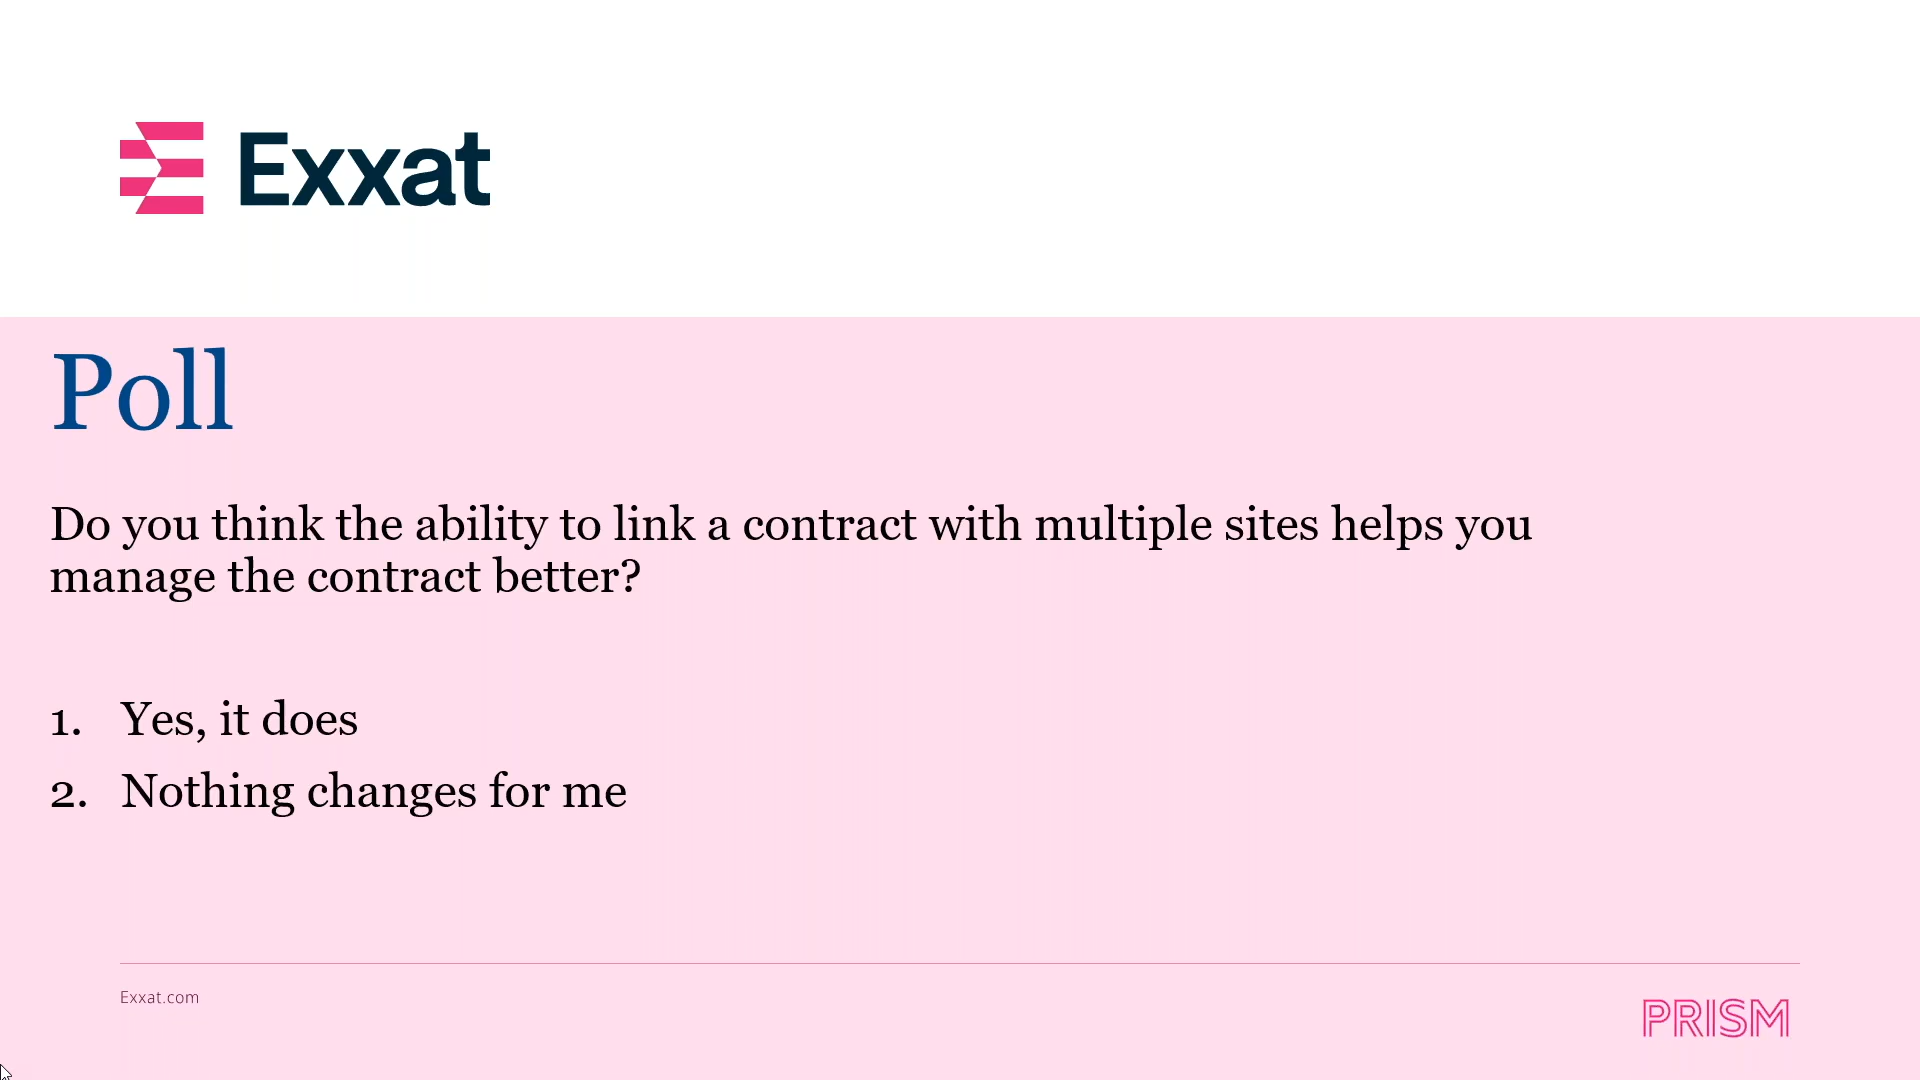 Exxat
Poll
Do you think the ability to link a contract with multiple sites helps you
manage the contract better?
1. Yes, it does
2. Nothing changes for me
Exxat.com
PRISM